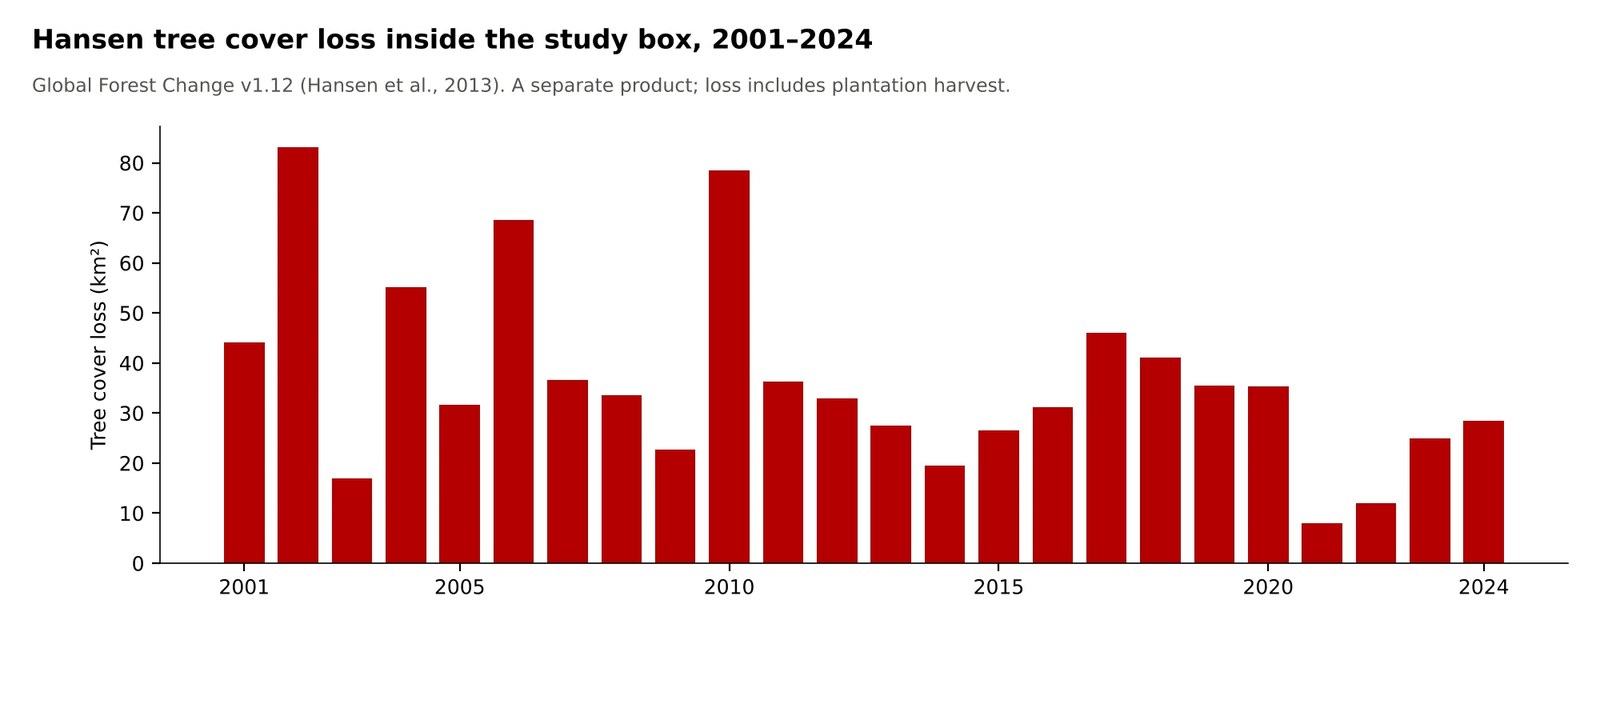 Hansen tree cover loss inside the study box, 2001–2024
Global Forest Change v1.12 (Hansen et al., 2013). A separate product; loss includes plantation harvest.
Tree cover loss (km²)
80
70
60
50
40
30
20
10
0
2001 2005 2010 2015 2020 2024